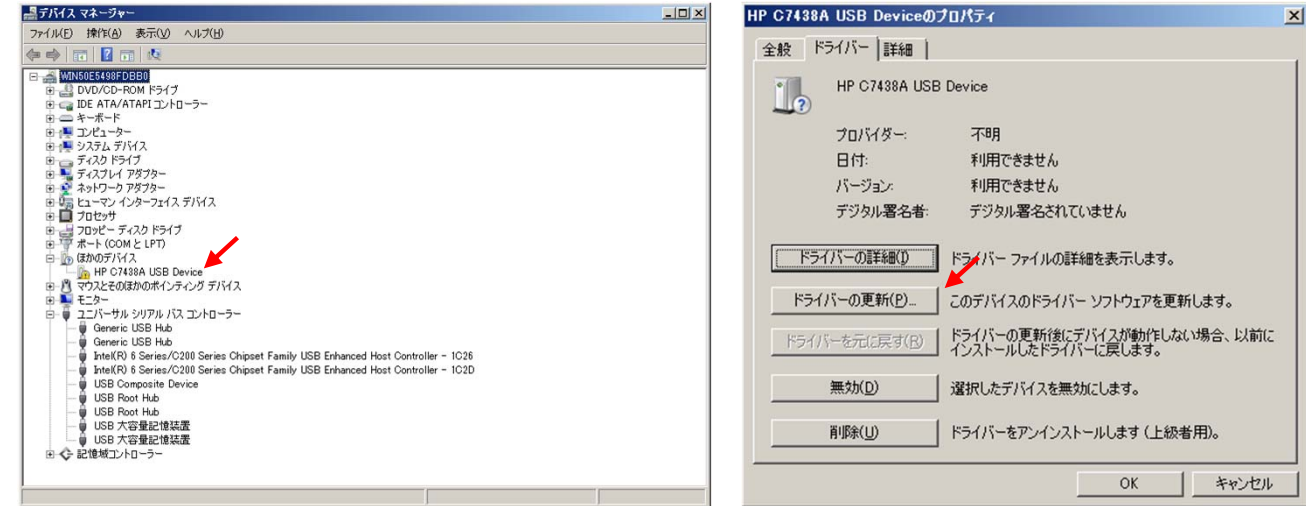 デバイス マネージャー
ファイル(F) 操作(A) 表示(V) ヘルプ(H)
WIN50E5498FDBB0
DVD/CD-ROM ドライブ
IDE ATA/ATAPI コントローラー
キーボード
コンピューター
システム デバイス
ディスク ドライブ
ディスプレイ アダプター
ネットワーク アダプター
ヒューマン インターフェイス デバイス
プロセッサ
フロッピー ディスク ドライブ
ポート (COM と LPT)
ほかのデバイス
HP C7438A USB Device
マウスとそのほかのポインティング デバイス
モニター
ユニバーサル シリアル バス コントローラー
Generic USB Hub
Generic USB Hub
Intel(R) 6 Series/C200 Series Chipset Family USB Enhanced Host Controller - 1C26
Intel(R) 6 Series/C200 Series Chipset Family USB Enhanced Host Controller - 1C2D
USB Composite Device
USB Root Hub
USB Root Hub
USB 大容量記憶装置
USB 大容量記憶装置
記憶域コントローラー
HP C7438A USB Deviceのプロパティ
全般 ドライバー 詳細
HP C7438A USB Device
プロバイダー: 不明
日付: 利用できません
バージョン: 利用できません
デジタル署名者: デジタル署名されていません
ドライバーの詳細(I) ドライバー ファイルの詳細を表示します。
ドライバーの更新(P)... このデバイスのドライバー ソフトウェアを更新します。
ドライバーを元に戻す(R) ドライバーの更新後にデバイスが動作しない場合、以前に
インストールしたドライバーに戻します。
無効(D) 選択したデバイスを無効にします。
削除(U) ドライバーをアンインストールします (上級者用)。
OK キャンセル